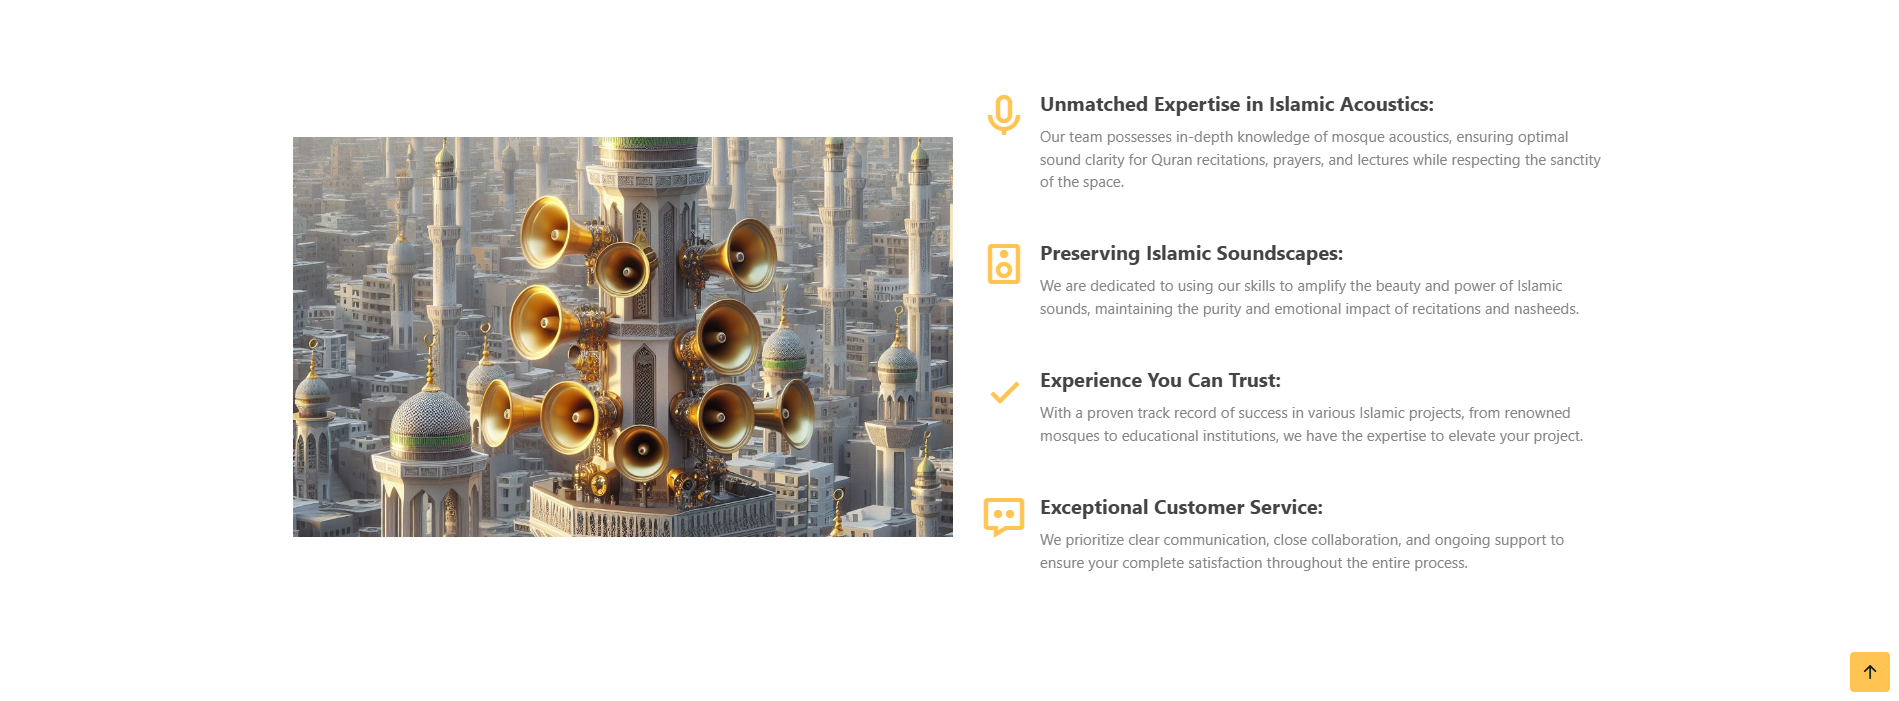 Unmatched Expertise in Islamic Acoustics:
Our team possesses in-depth knowledge of mosque acoustics, ensuring optimal
sound clarity for Quran recitations, prayers, and lectures while respecting the sanctity
of the space.
Preserving Islamic Soundscapes:
We are dedicated to using our skills to amplify the beauty and power of Islamic
sounds, maintaining the purity and emotional impact of recitations and nasheeds.
Experience You Can Trust:
With a proven track record of success in various Islamic projects, from renowned
mosques to educational institutions, we have the expertise to elevate your project.
Exceptional Customer Service:
We prioritize clear communication, close collaboration, and ongoing support to
ensure your complete satisfaction throughout the entire process.